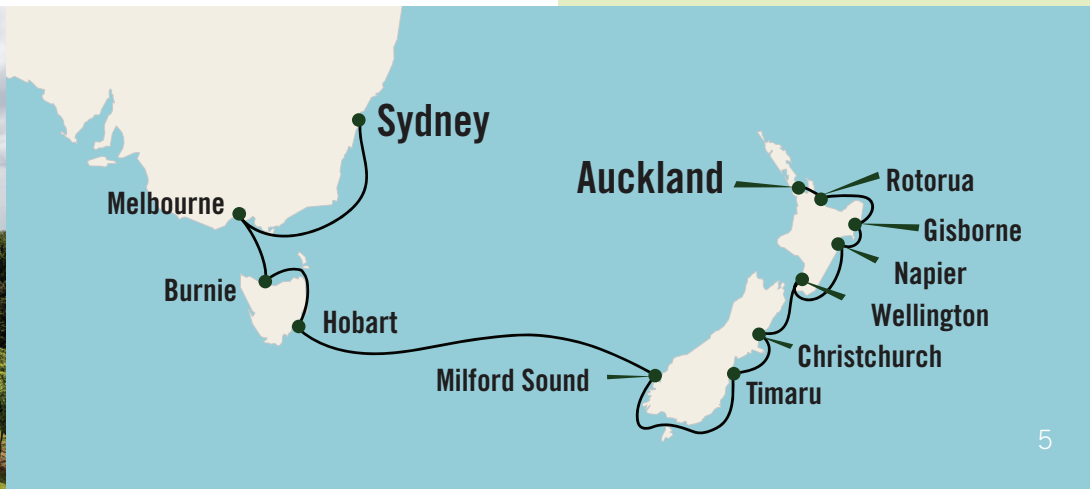 Sydney
Auckland
Rotorua
Melbourne
Gisborne
Napier
Burnie
Wellington
Hobart
Christchurch
Milford Sound
Timaru
5